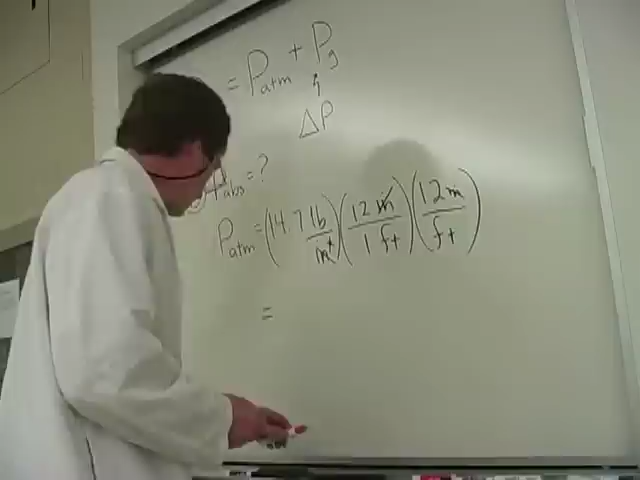 = Patm + Pg
ΔP
Pabs = ?
Patm = (14.7 lb/in²)(12 in/1 ft)(12 in/ft)
=